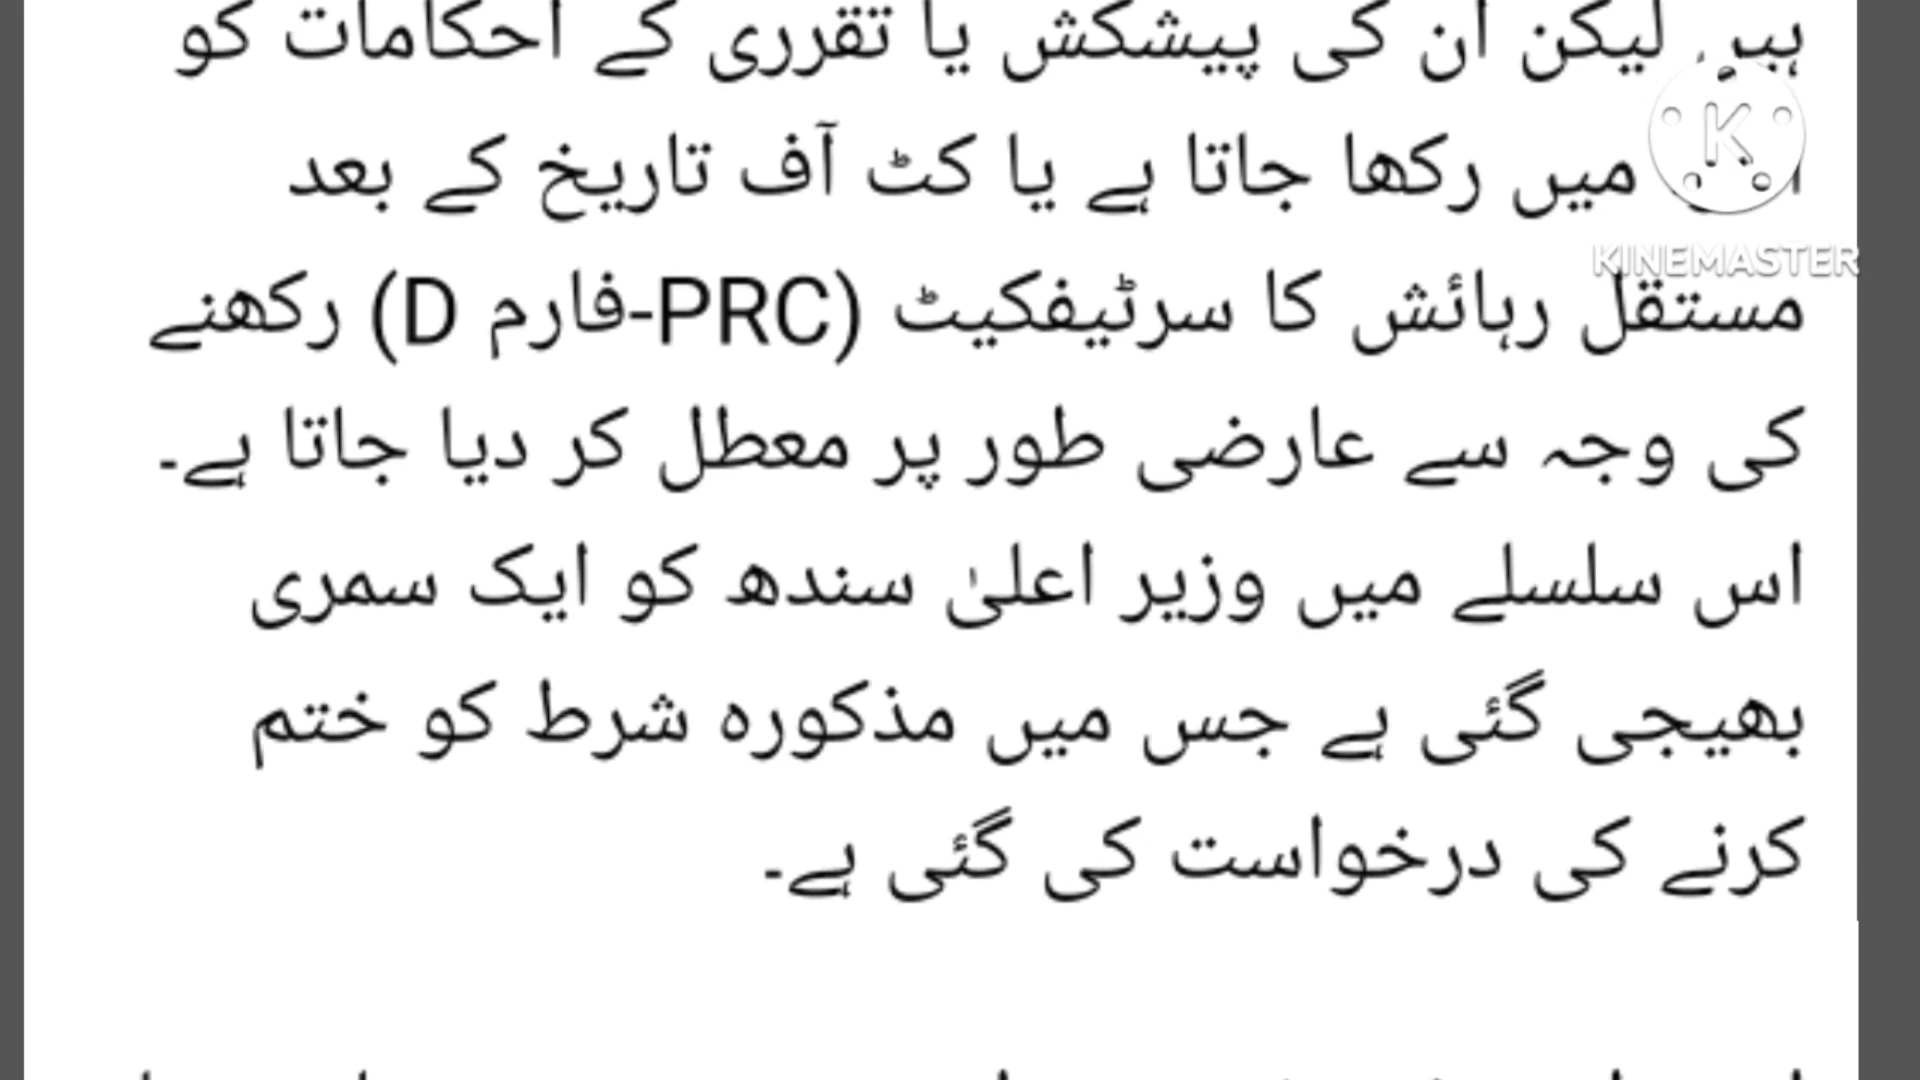 ہیں لیکن ان کی پیشکش یا تقرری کے احکامات کو
میں رکھا جاتا ہے یا کٹ آف تاریخ کے بعد
مستقل رہائش کا سرٹیفکیٹ (PRC-فارم D) رکھنے
کی وجہ سے عارضی طور پر معطل کر دیا جاتا ہے۔
اس سلسلے میں وزیر اعلیٰ سندھ کو ایک سمری
بھیجی گئی ہے جس میں مذکورہ شرط کو ختم
کرنے کی درخواست کی گئی ہے۔
K
KINEMASTER